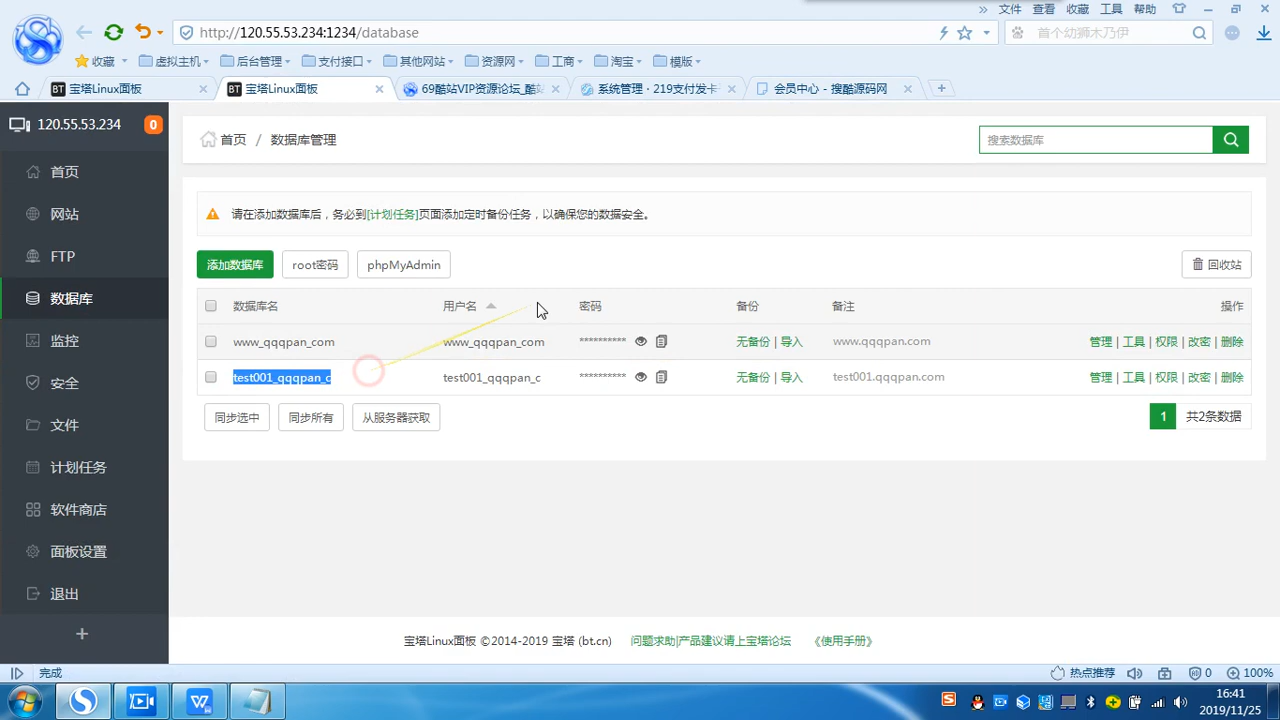 » 文件 查看 收藏 工具 帮助
http://120.55.53.234:1234/database
首个幼狮木乃伊
收藏 虚拟主机 后台管理 支付接口 其他网站 资源网 工商 淘宝 模版
BT 宝塔Linux面板 BT 宝塔Linux面板 69酷站VIP资源论坛_酷站 系统管理 · 219支付发卡 会员中心 - 搜酷源码网
120.55.53.234 0
首页
网站
FTP
数据库
监控
安全
文件
计划任务
软件商店
面板设置
退出
首页 / 数据库管理
搜索数据库
请在添加数据库后，务必到[计划任务]页面添加定时备份任务，以确保您的数据安全。
添加数据库 root密码 phpMyAdmin 回收站
数据库名 用户名 密码 备份 备注 操作
www_qqqpan_com www_qqqpan_com ********** 无备份 | 导入 www.qqqpan.com 管理 | 工具 | 权限 | 改密 | 删除
test001_qqqpan_c test001_qqqpan_c ********** 无备份 | 导入 test001.qqqpan.com 管理 | 工具 | 权限 | 改密 | 删除
同步选中 同步所有 从服务器获取 1 共2条数据
宝塔Linux面板 ©2014-2019 宝塔 (bt.cn) 问题求助|产品建议请上宝塔论坛 《使用手册》
完成 热点推荐 0 100%
16:41
2019/11/25